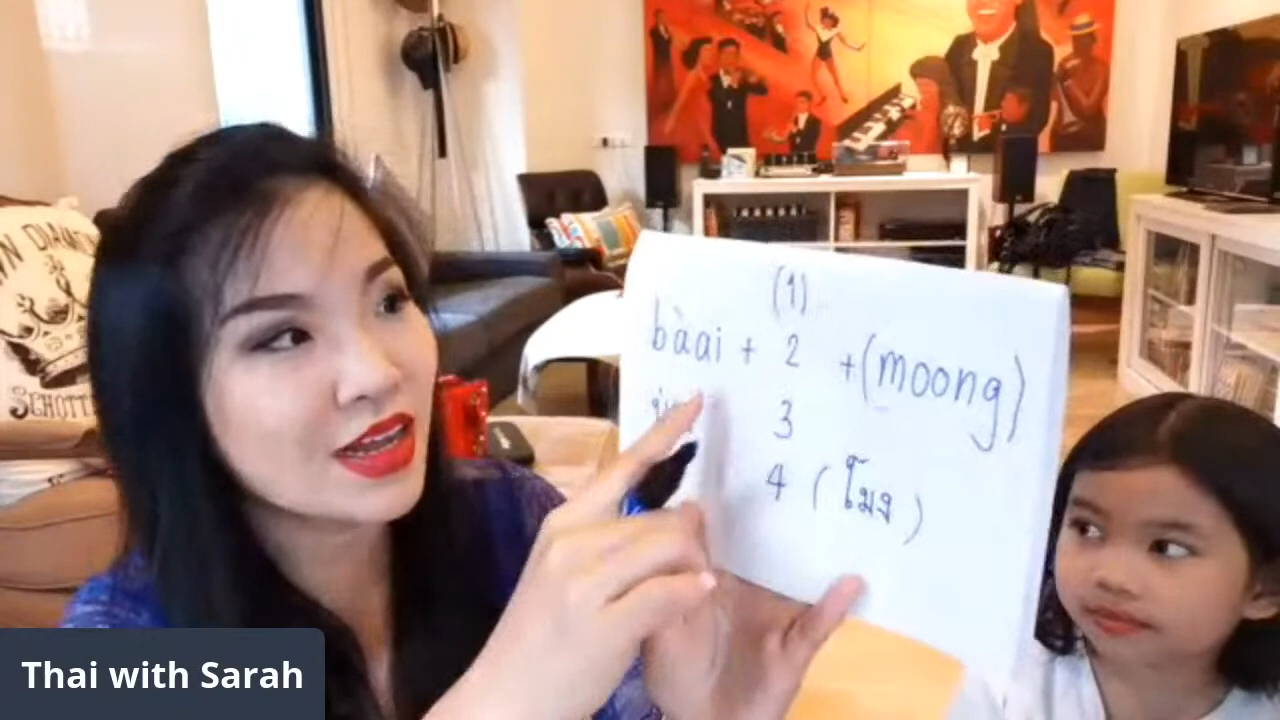 (1)
bàai + 2 + (moong)
3
4 ( โมง )
SCHOTT
Thai with Sarah